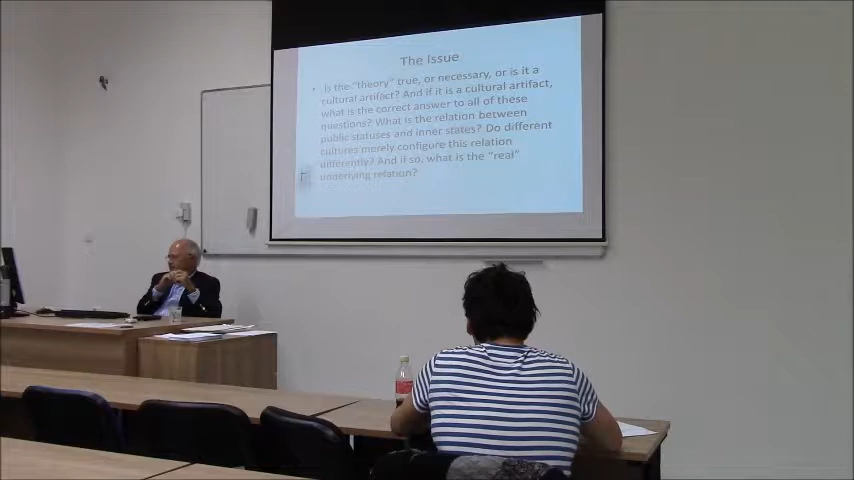 The Issue
• Is the "theory" true, or necessary, or is it a
cultural artifact? And if it is a cultural artifact,
what is the correct answer to all of these
questions? What is the relation between
public statuses and inner states? Do different
cultures merely configure this relation
differently? And if so, what is the "real"
underlying relation?